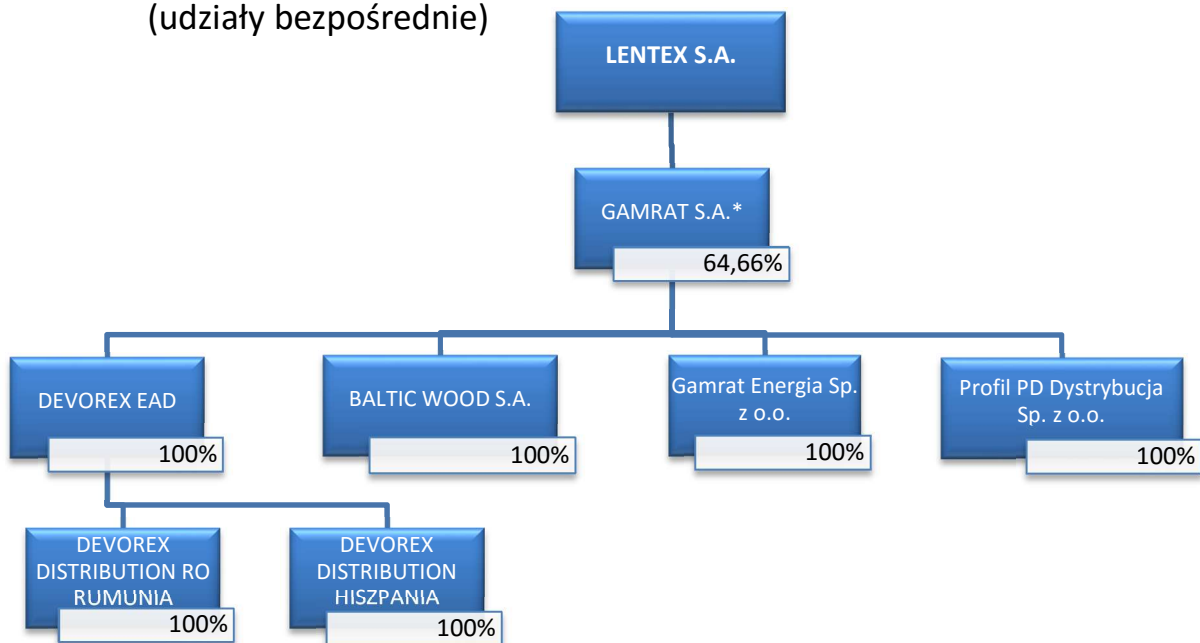 (udziały bezpośrednie)
LENTEX S.A.
GAMRAT S.A.*
64,66%
DEVOREX EAD
100%
BALTIC WOOD S.A.
100%
Gamrat Energia Sp.
z o.o.
100%
Profil PD Dystrybucja
Sp. z o.o.
100%
DEVOREX
DISTRIBUTION RO
RUMUNIA
100%
DEVOREX
DISTRIBUTION
HISZPANIA
100%